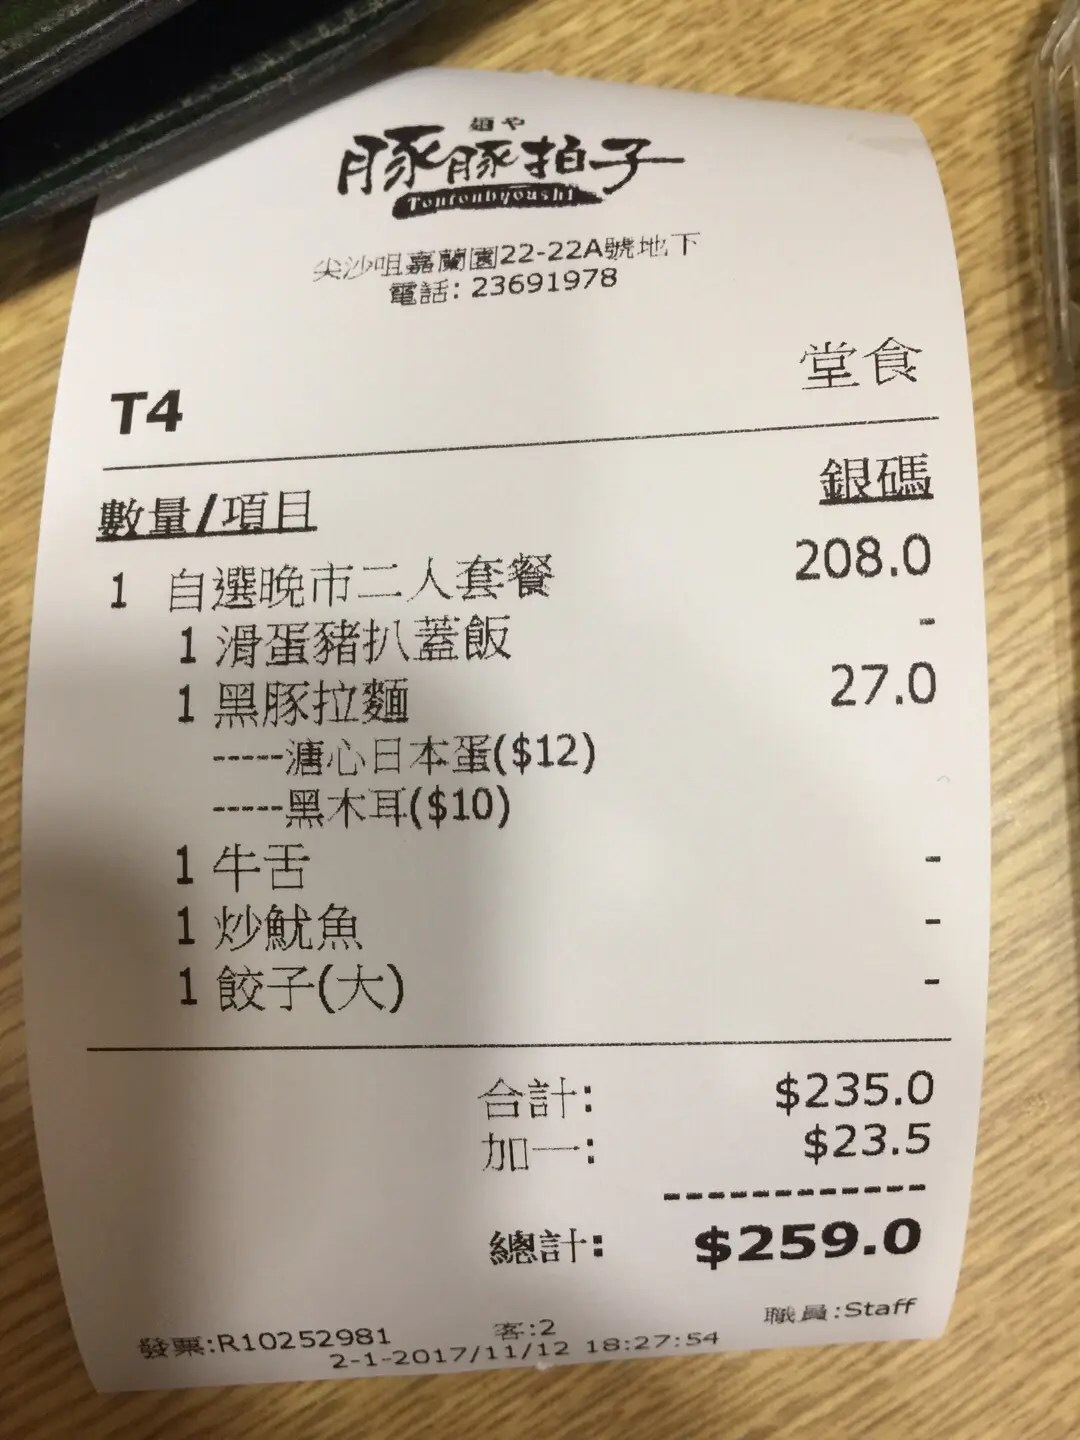 麺や
豚豚拍子
Tontonbyoushi
尖沙咀嘉蘭圍22-22A號地下
電話: 23691978
堂食
T4
數量/項目 銀碼
1 自選晚市二人套餐 208.0
1 滑蛋豬扒蓋飯 -
1 黑豚拉麵 27.0
-----溏心日本蛋($12)
-----黑木耳($10)
1 牛舌 -
1 炒魷魚 -
1 餃子(大) -
合計: $235.0
加一: $23.5
------------
總計: $259.0
職員:Staff
發票:R10252981 客:2
2-1-2017/11/12 18:27:54